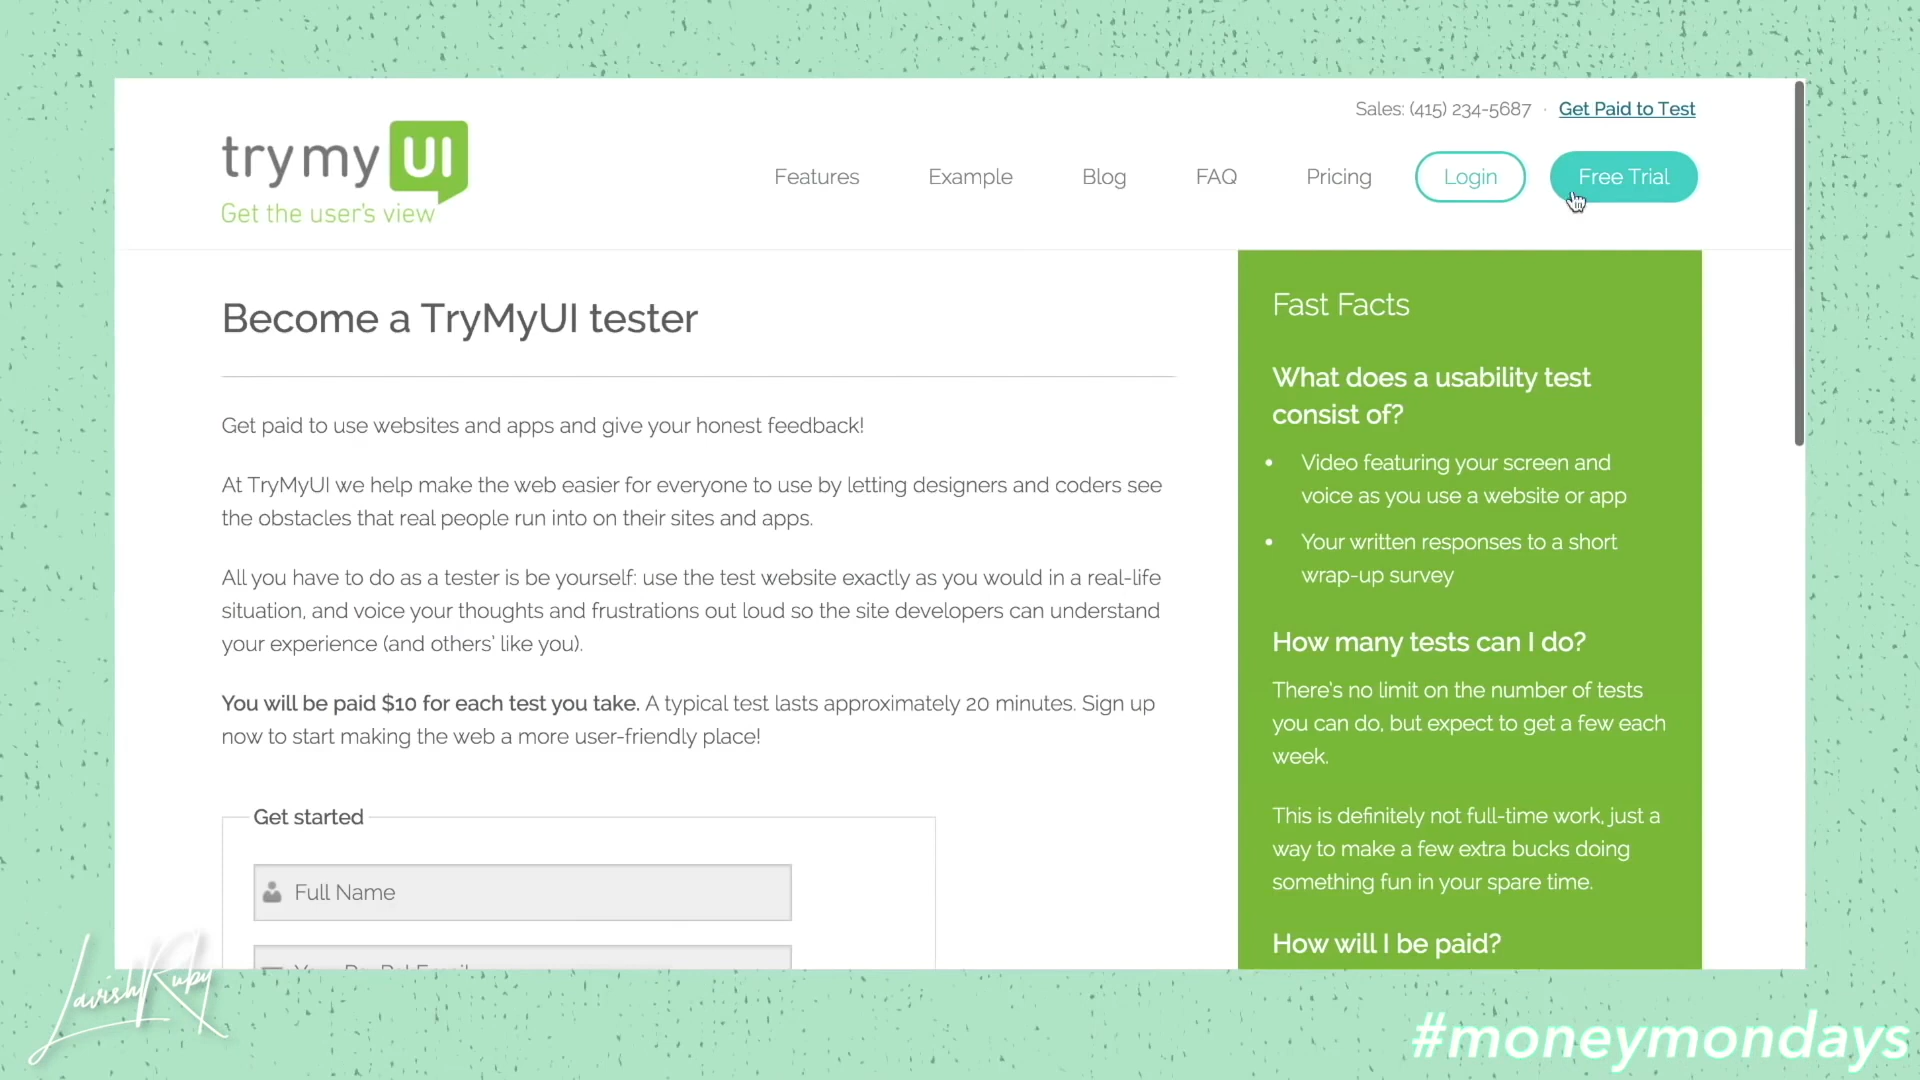 Sales: (415) 234-5687 · Get Paid to Test
trymyUI
Get the user's view
Features Example Blog FAQ Pricing Login Free Trial
Become a TryMyUI tester
Get paid to use websites and apps and give your honest feedback!
At TryMyUI we help make the web easier for everyone to use by letting designers and coders see
the obstacles that real people run into on their sites and apps.
All you have to do as a tester is be yourself: use the test website exactly as you would in a real-life
situation, and voice your thoughts and frustrations out loud so the site developers can understand
your experience (and others' like you).
You will be paid $10 for each test you take. A typical test lasts approximately 20 minutes. Sign up
now to start making the web a more user-friendly place!
Get started
Full Name
Fast Facts
What does a usability test
consist of?
• Video featuring your screen and
voice as you use a website or app
• Your written responses to a short
wrap-up survey
How many tests can I do?
There's no limit on the number of tests
you can do, but expect to get a few each
week.
This is definitely not full-time work, just a
way to make a few extra bucks doing
something fun in your spare time.
How will I be paid?
LavishRuby
#moneymondays